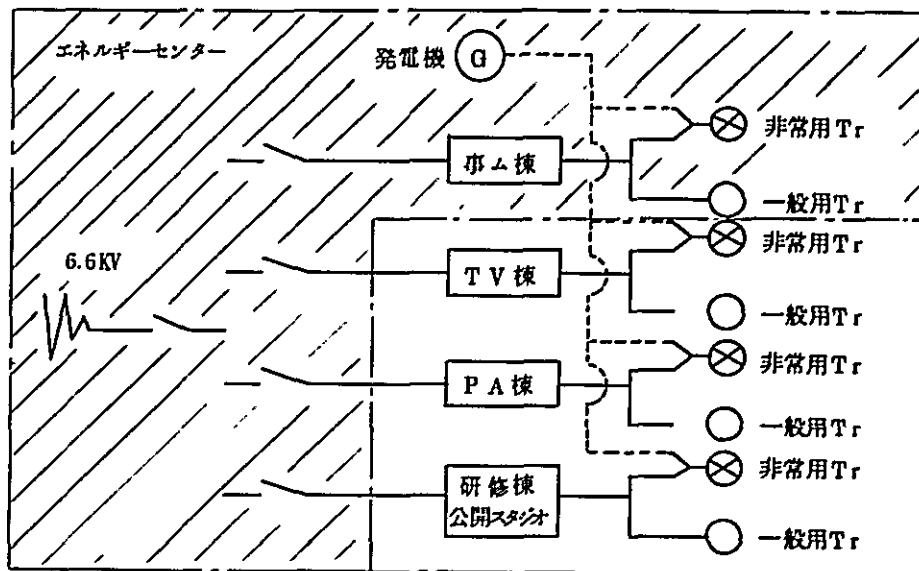 エネルギーセンター
発電機
G
非常用Tr
ホム棟
一般用Tr
非常用Tr
6.6KV
TV棟
一般用Tr
非常用Tr
PA棟
一般用Tr
非常用Tr
研修棟
公開スタジオ
一般用Tr